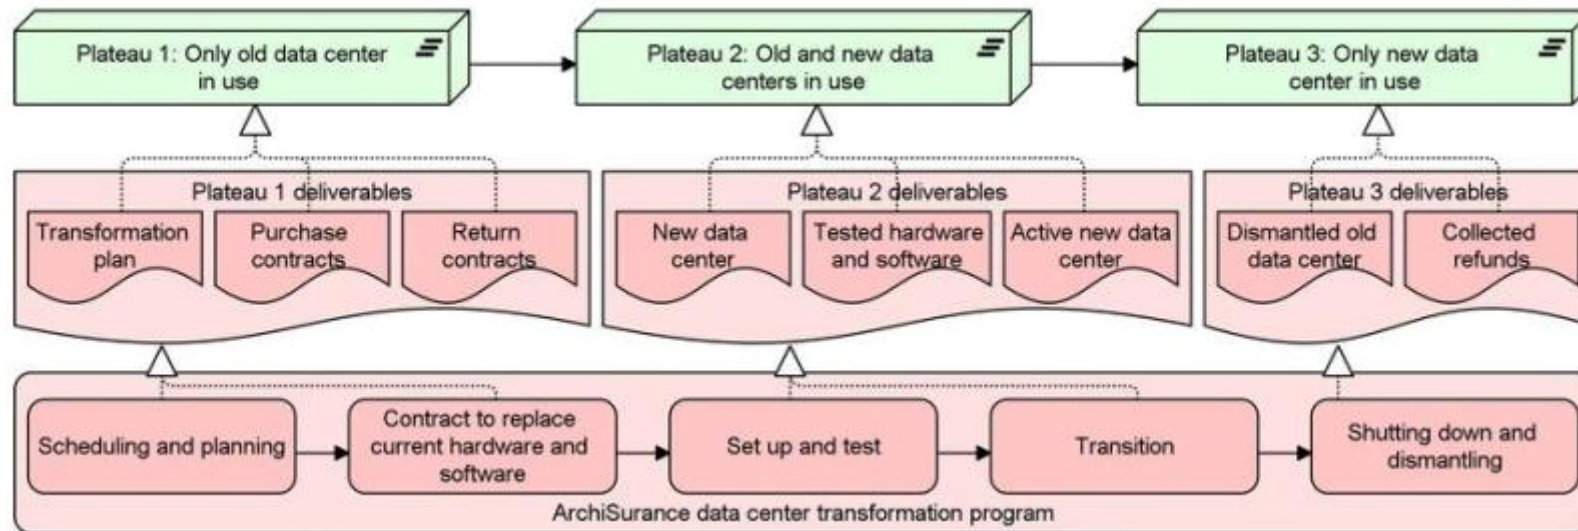 Plateau 1: Only old data center
in use
Plateau 2: Old and new data
centers in use
Plateau 3: Only new data
center in use
Plateau 1 deliverables
Transformation
plan
Purchase
contracts
Return
contracts
Plateau 2 deliverables
New data
center
Tested hardware
and software
Active new data
center
Plateau 3 deliverables
Dismantled old
data center
Collected
refunds
Scheduling and planning
Contract to replace
current hardware and
software
Set up and test
Transition
Shutting down and
dismantling
ArchiSurance data center transformation program